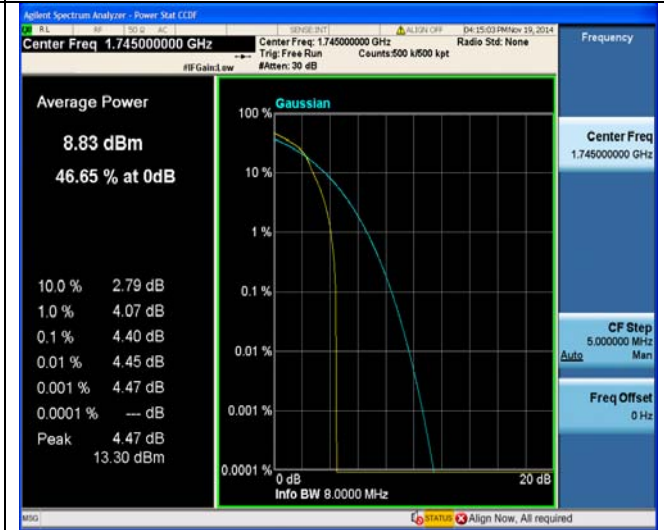 Agilent Spectrum Analyzer - Power Stat CCDF
RL RF 50 Ω AC SENSE:INT ALIGN OFF 04:15:03 PM Nov 19, 2014
Center Freq 1.745000000 GHz
Center Freq: 1.745000000 GHz Radio Std: None
Trig: Free Run Counts:500 k/500 kpt
#IFGain:Low #Atten: 30 dB
Frequency
Average Power
8.83 dBm
46.65 % at 0dB
10.0 % 2.79 dB
1.0 % 4.07 dB
0.1 % 4.40 dB
0.01 % 4.45 dB
0.001 % 4.47 dB
0.0001 % --- dB
Peak 4.47 dB
13.30 dBm
Gaussian
100 %
10 %
1 %
0.1 %
0.01 %
0.001 %
0.0001 %
0 dB 20 dB
Info BW 8.0000 MHz
Center Freq
1.745000000 GHz
CF Step
5.000000 MHz
Auto Man
Freq Offset
0 Hz
MSG STATUS Align Now, All required